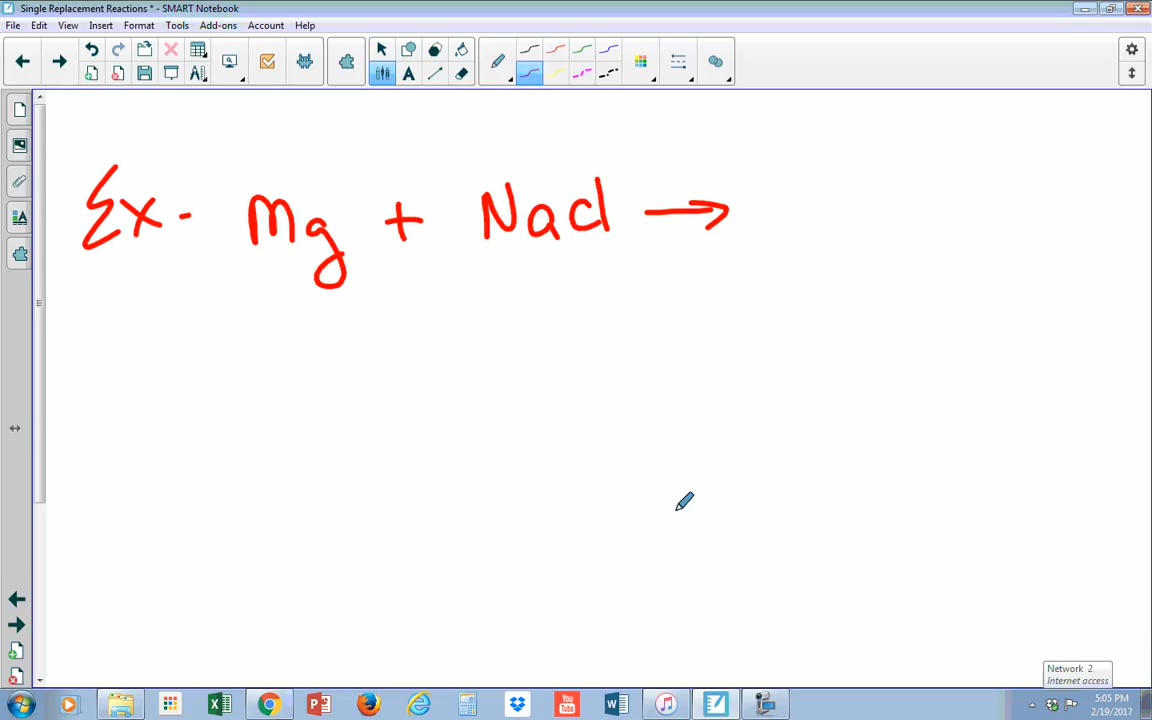 Single Replacement Reactions * - SMART Notebook
File Edit View Insert Format Tools Add-ons Account Help
Ex. Mg + NaCl →
Network 2
Internet access
5:05 PM
2/19/2017